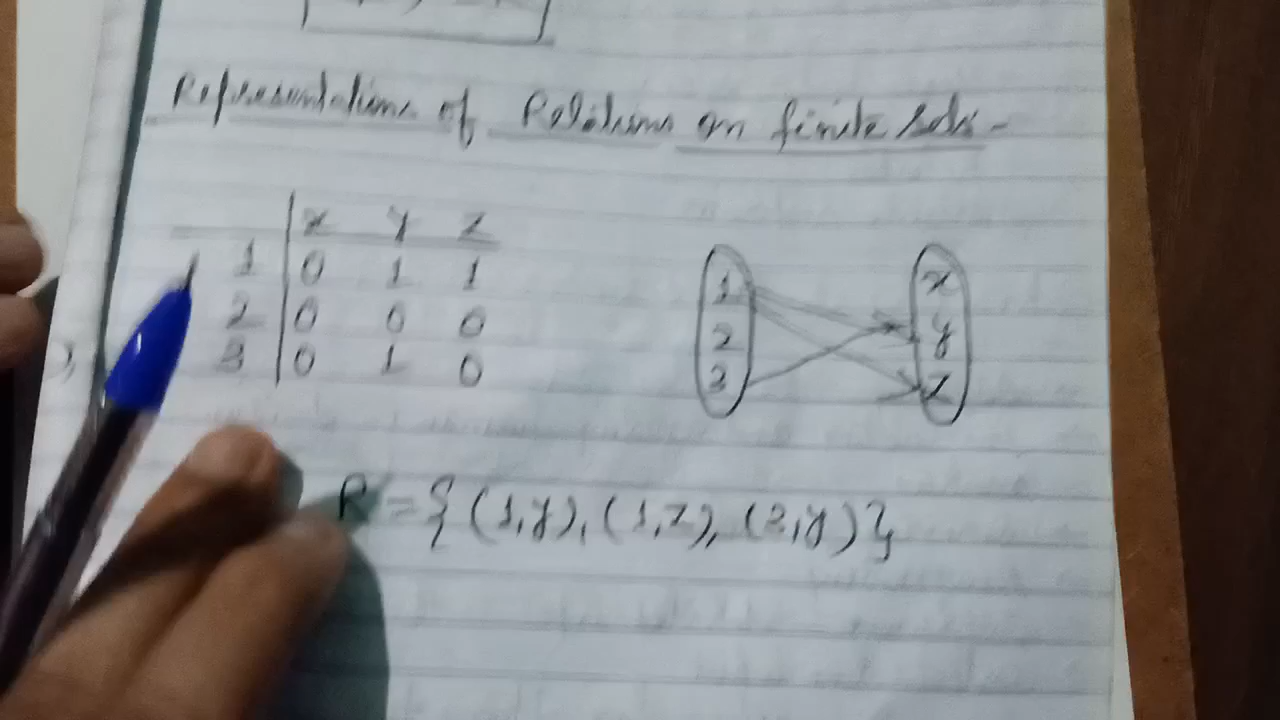 Representations of Relations on finite sets -
x y z
1 0 1 1
2 0 0 0
3 0 1 0
1 x
2 y
3 z
R = { (1,y), (1,z), (3,y) }